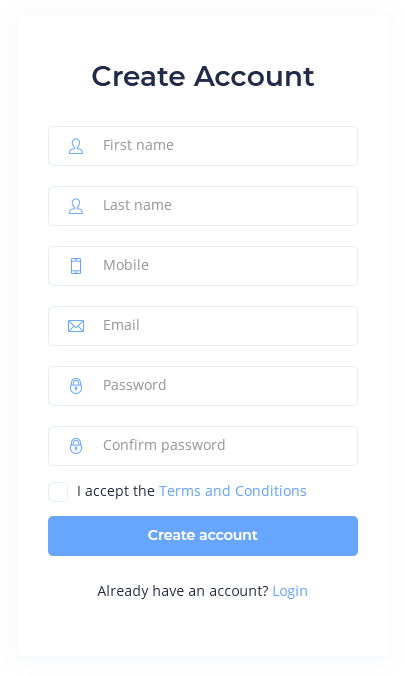 Create Account
First name
Last name
Mobile
Email
Password
Confirm password
I accept the Terms and Conditions
Create account
Already have an account? Login